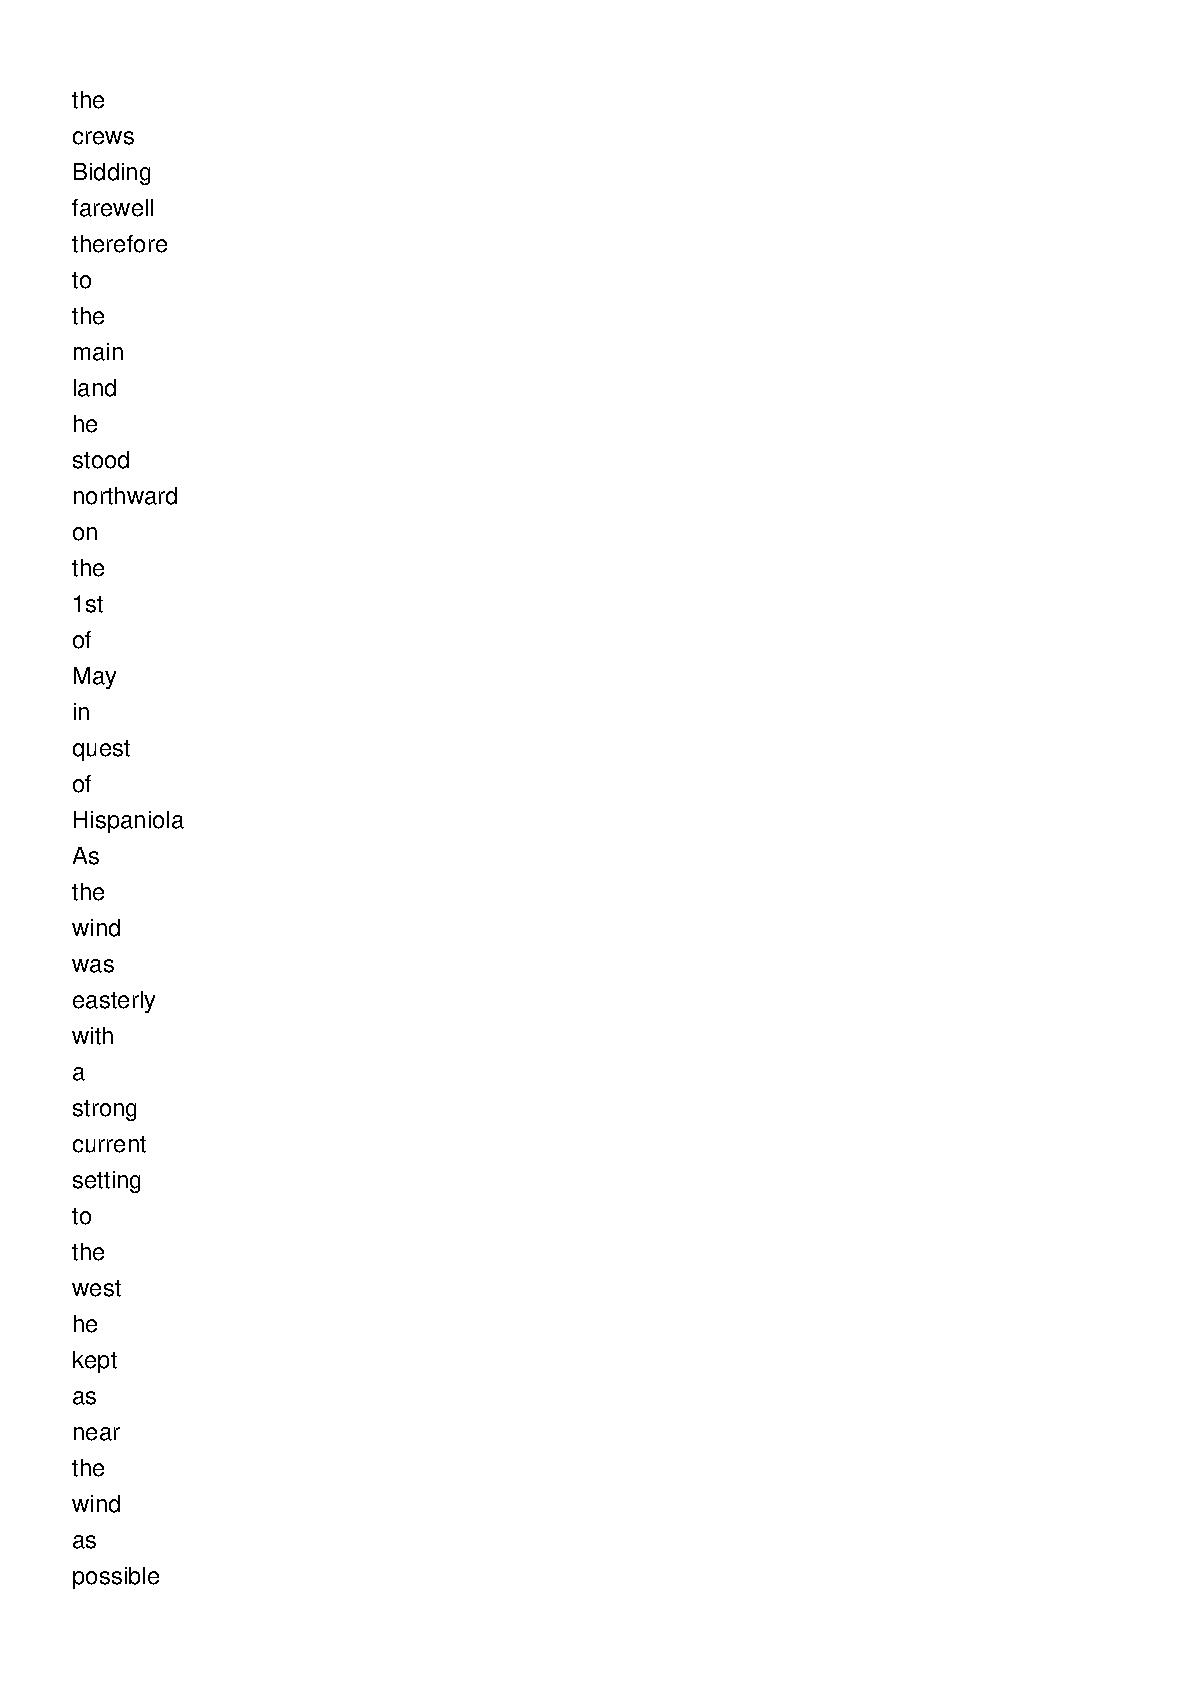 the
crews
Bidding
farewell
therefore
to
the
main
land
he
stood
northward
on
the
1st
of
May
in
quest
of
Hispaniola
As
the
wind
was
easterly
with
a
strong
current
setting
to
the
west
he
kept
as
near
the
wind
as
possible